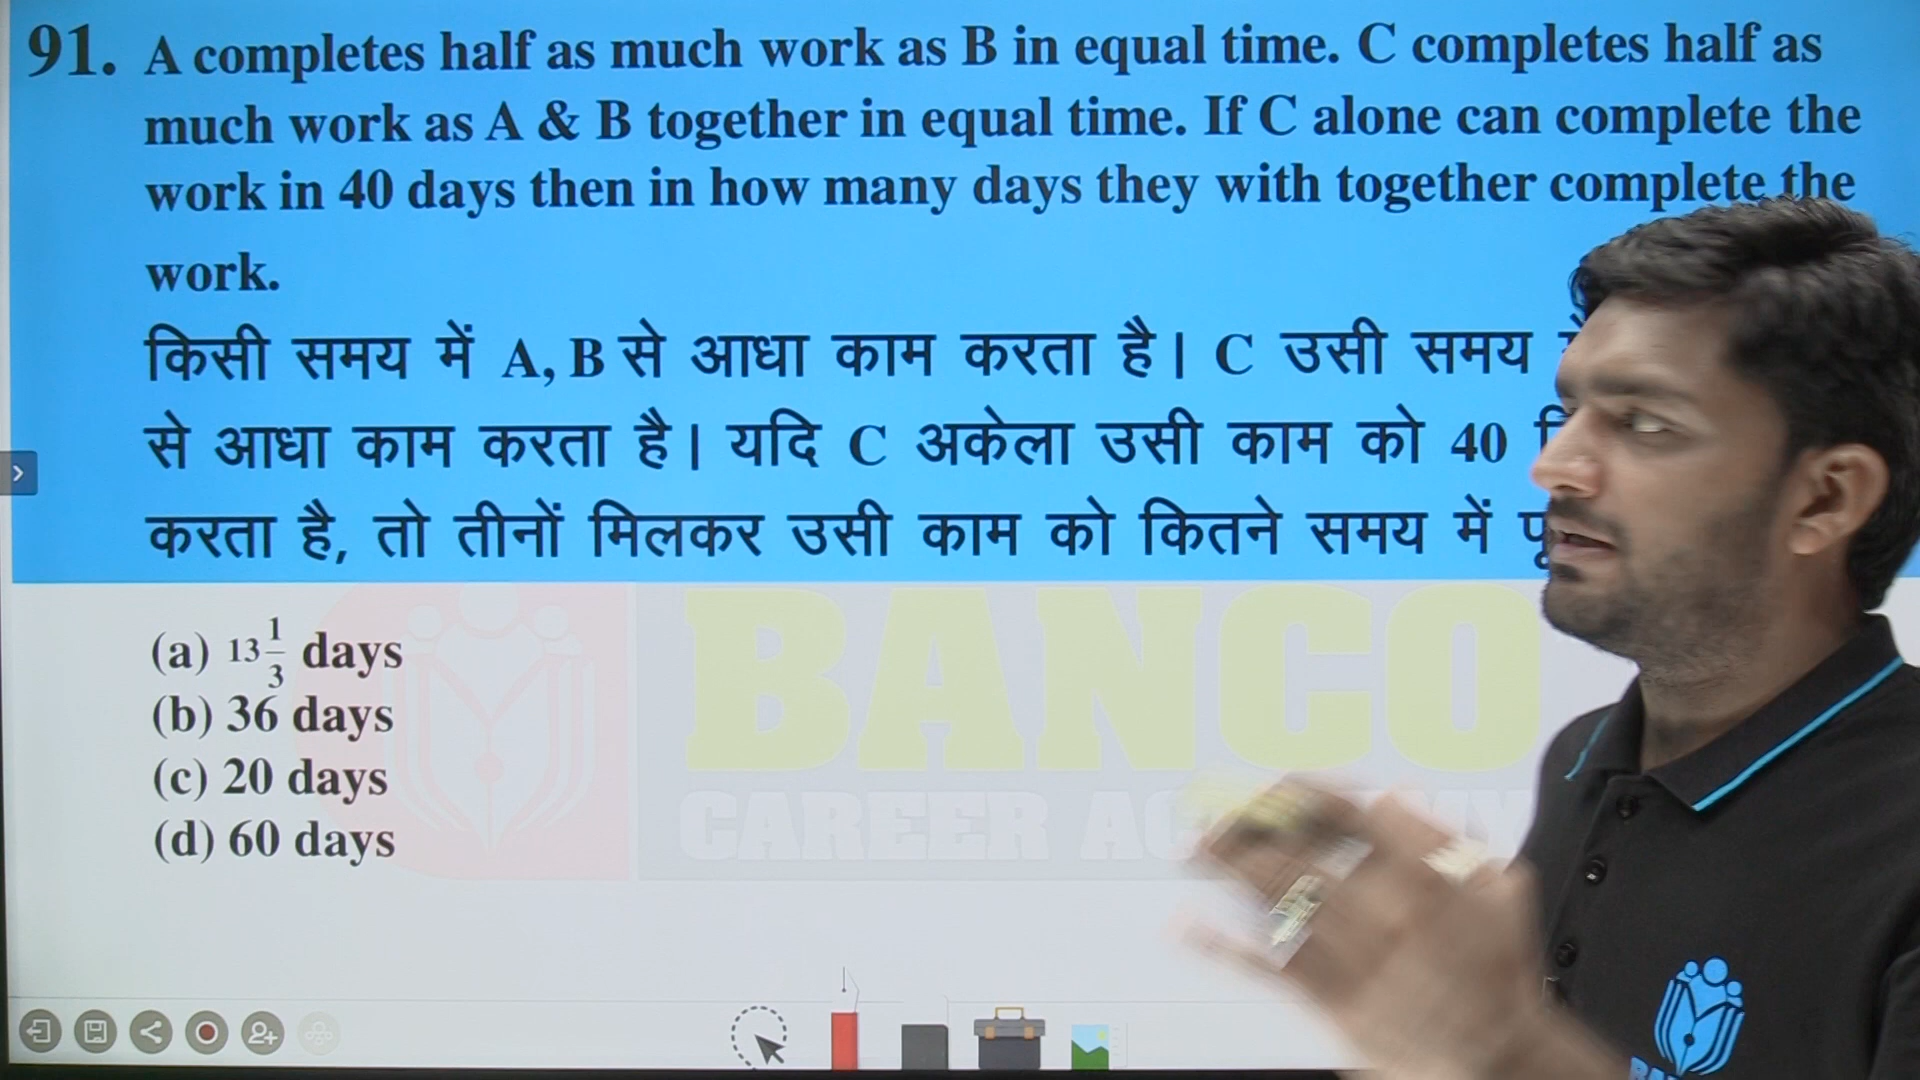 91. A completes half as much work as B in equal time. C completes half as
much work as A & B together in equal time. If C alone can complete the
work in 40 days then in how many days they with together complete the
work.
किसी समय में A, B से आधा काम करता है। C उसी समय
से आधा काम करता है। यदि C अकेला उसी काम को 40
करता है, तो तीनों मिलकर उसी काम को कितने समय में
(a) 13 1/3 days
(b) 36 days
(c) 20 days
(d) 60 days
BANCO
CAREER